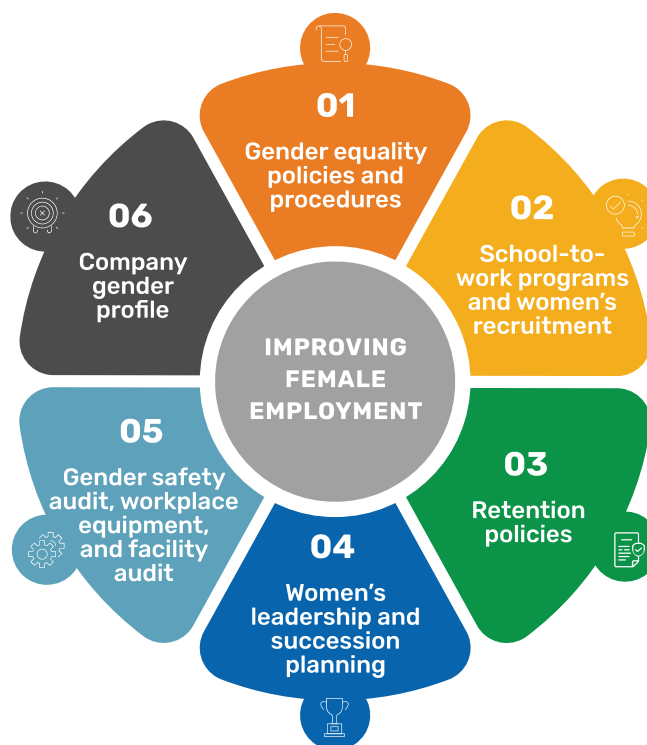 01
Gender equality
policies and
procedures
02
School-to-
work programs
and women's
recruitment
03
Retention
policies
04
Women's
leadership and
succession
planning
05
Gender safety
audit, workplace
equipment,
and facility
audit
06
Company
gender
profile
IMPROVING
FEMALE
EMPLOYMENT